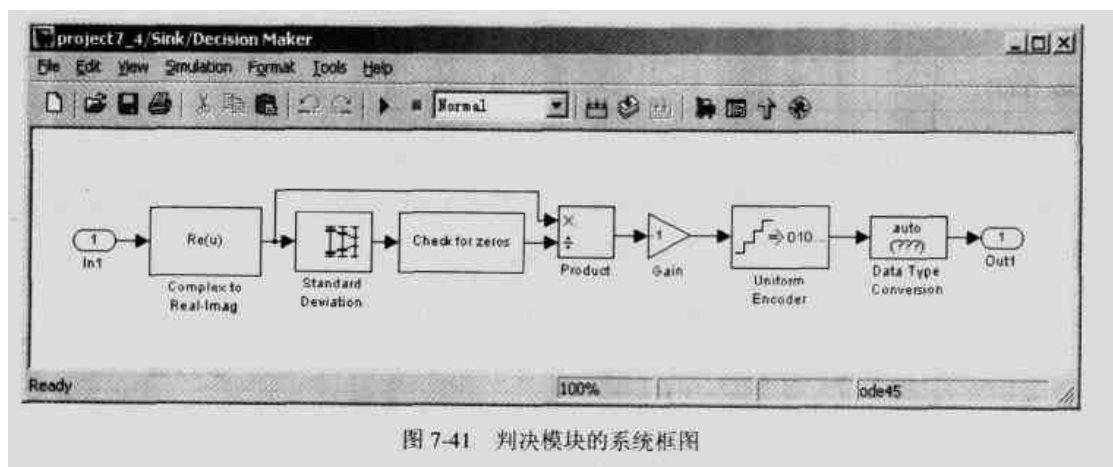 project7_4/Sink/Decision Maker
File Edit View Simulation Format Tools Help
Normal
1
In1
Re(u)
Complex to
Real-Imag
Standard
Deviation
Check for zeros
×
÷
Product
-1
Gain
010...
Uniform
Encoder
auto
(???)
Data Type
Conversion
1
Out1
Ready
100%
ode45
图 7-41 判决模块的系统框图